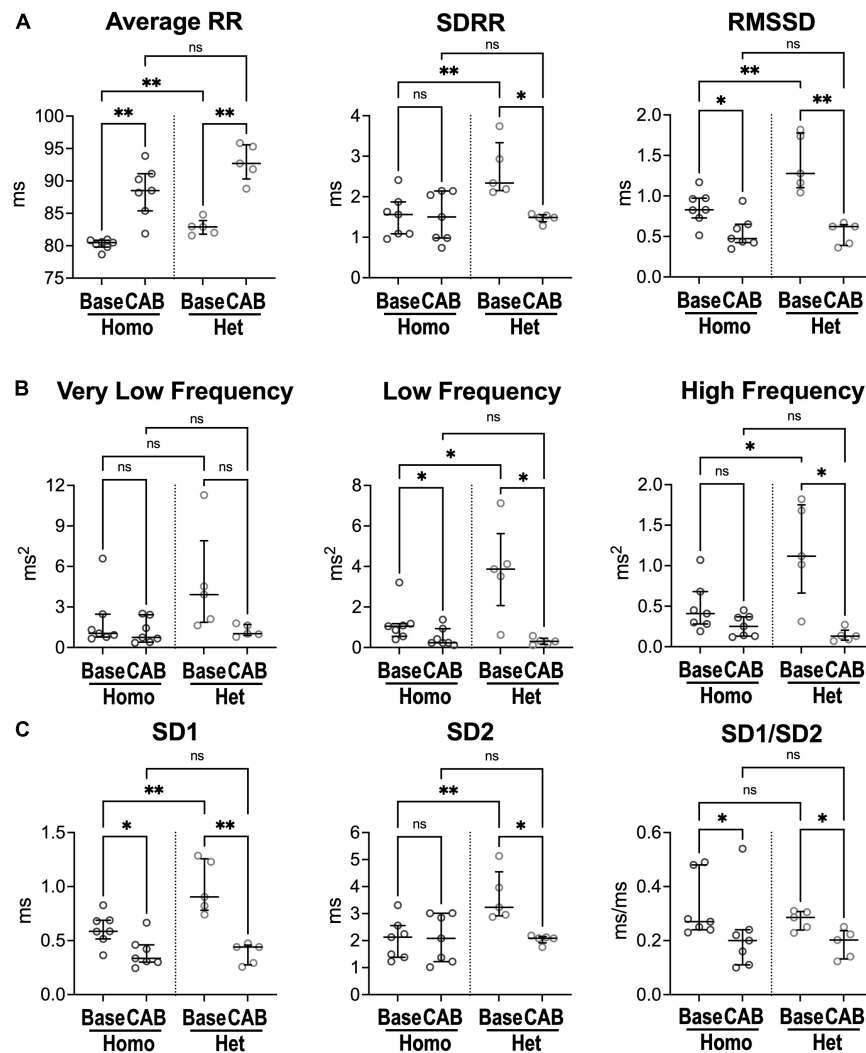 A
Average RR
SDRR
RMSSD
ns
ns
ns
**
**
**
**
**
ns
*
*
**
100
95
90
85
80
75
ms
4
3
2
1
0
ms
2.0
1.5
1.0
0.5
0.0
ms
Base CAB Base CAB
Homo Het
Base CAB Base CAB
Homo Het
Base CAB Base CAB
Homo Het
B
Very Low Frequency
Low Frequency
High Frequency
ns
ns
ns
ns
*
*
ns
ns
*
*
ns
*
12
9
6
3
0
ms²
8
6
4
2
0
ms²
2.0
1.5
1.0
0.5
0.0
ms²
Base CAB Base CAB
Homo Het
Base CAB Base CAB
Homo Het
Base CAB Base CAB
Homo Het
C
SD1
SD2
SD1/SD2
ns
ns
ns
**
**
ns
*
**
ns
*
*
*
1.5
1.0
0.5
0.0
ms
6
5
4
3
2
1
0
ms
0.6
0.4
0.2
0.0
ms/ms
Base CAB Base CAB
Homo Het
Base CAB Base CAB
Homo Het
Base CAB Base CAB
Homo Het